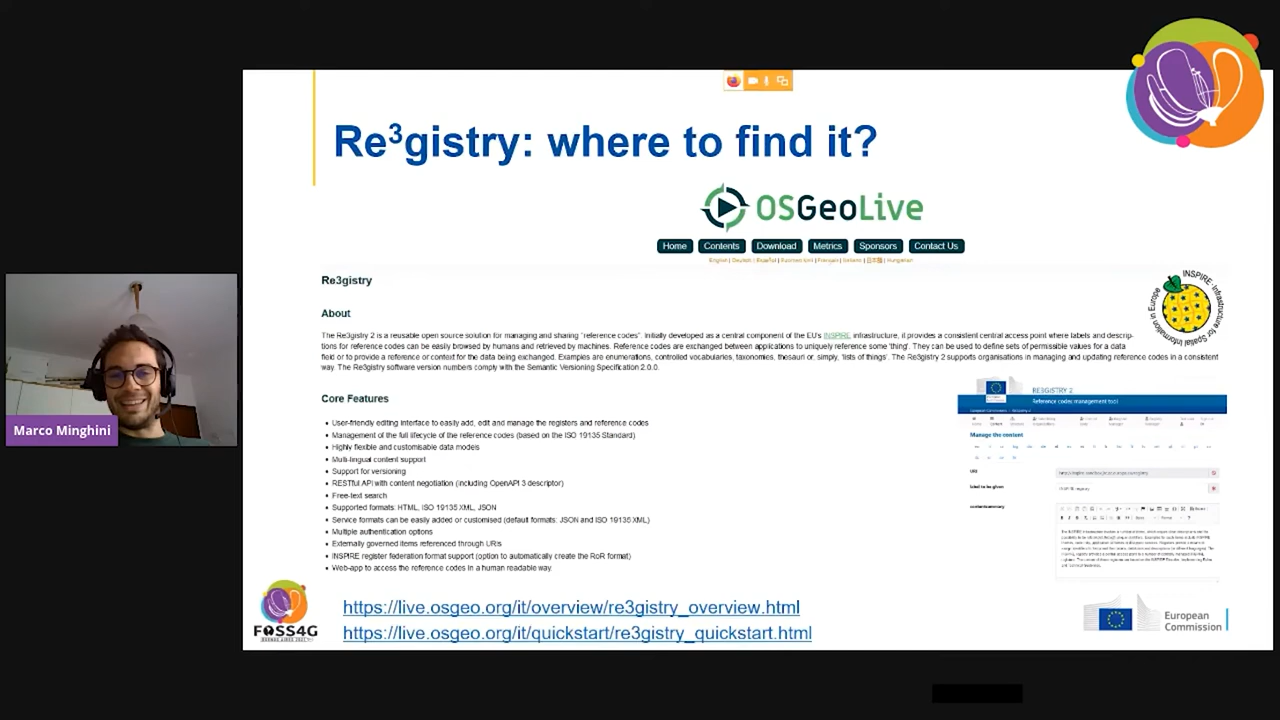 Re³gistry: where to find it?
OSGeoLive
Home Contents Download Metrics Sponsors Contact Us
Re3gistry
INSPIRE
Infrastructure for Spatial Information in Europe
About
The Re3gistry 2 is a reusable open source solution for managing and sharing "reference codes". Initially developed as a central component of the EU's INSPIRE infrastructure, it provides a consistent central access point where labels and descrip-
tions for reference codes can be easily browsed by humans and retrieved by machines. Reference codes are exchanged between applications to uniquely reference some 'thing'. They can be used to define sets of permissible values for a data
field or to provide a reference or context for the data being exchanged. Examples are enumerations, controlled vocabularies, taxonomies, thesauri or, simply, 'lists of things'. The Re3gistry 2 supports organisations in managing and updating reference codes in a consistent
way. The Re3gistry software version numbers comply with the Semantic Versioning Specification 2.0.0.
Core Features
• User-friendly editing interface to easily add, edit and manage the registers and reference codes
• Management of the full lifecycle of the reference codes (based on the ISO 19135 Standard)
• Highly flexible and customisable data models
• Multi-lingual content support
• Support for versioning
• RESTful API with content negotiation (including OpenAPI 3 descriptor)
• Free-text search
• Supported formats: HTML, ISO 19135 XML, JSON
• Service formats can be easily added or customised (default formats: JSON and ISO 19135 XML)
• Multiple authentication options
• Externally governed items referenced through URIs
• INSPIRE register federation format support (option to automatically create the RoR format)
• Web-app to access the reference codes in a human readable way.
RE3GISTRY 2
Reference codes management tool
Manage the content
URI
contentsummary
Marco Minghini
https://live.osgeo.org/it/overview/re3gistry_overview.html
https://live.osgeo.org/it/quickstart/re3gistry_quickstart.html
FOSS4G
BUENOS AIRES 2021
European
Commission